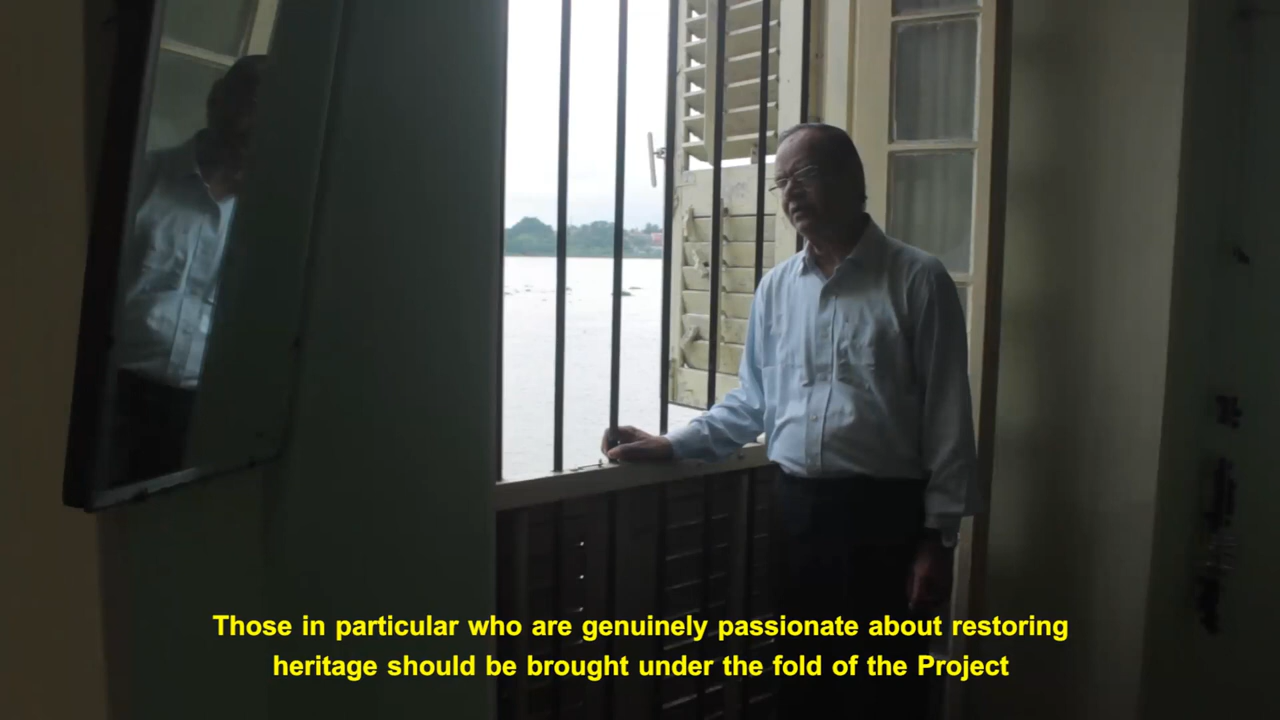 Those in particular who are genuinely passionate about restoring
heritage should be brought under the fold of the Project